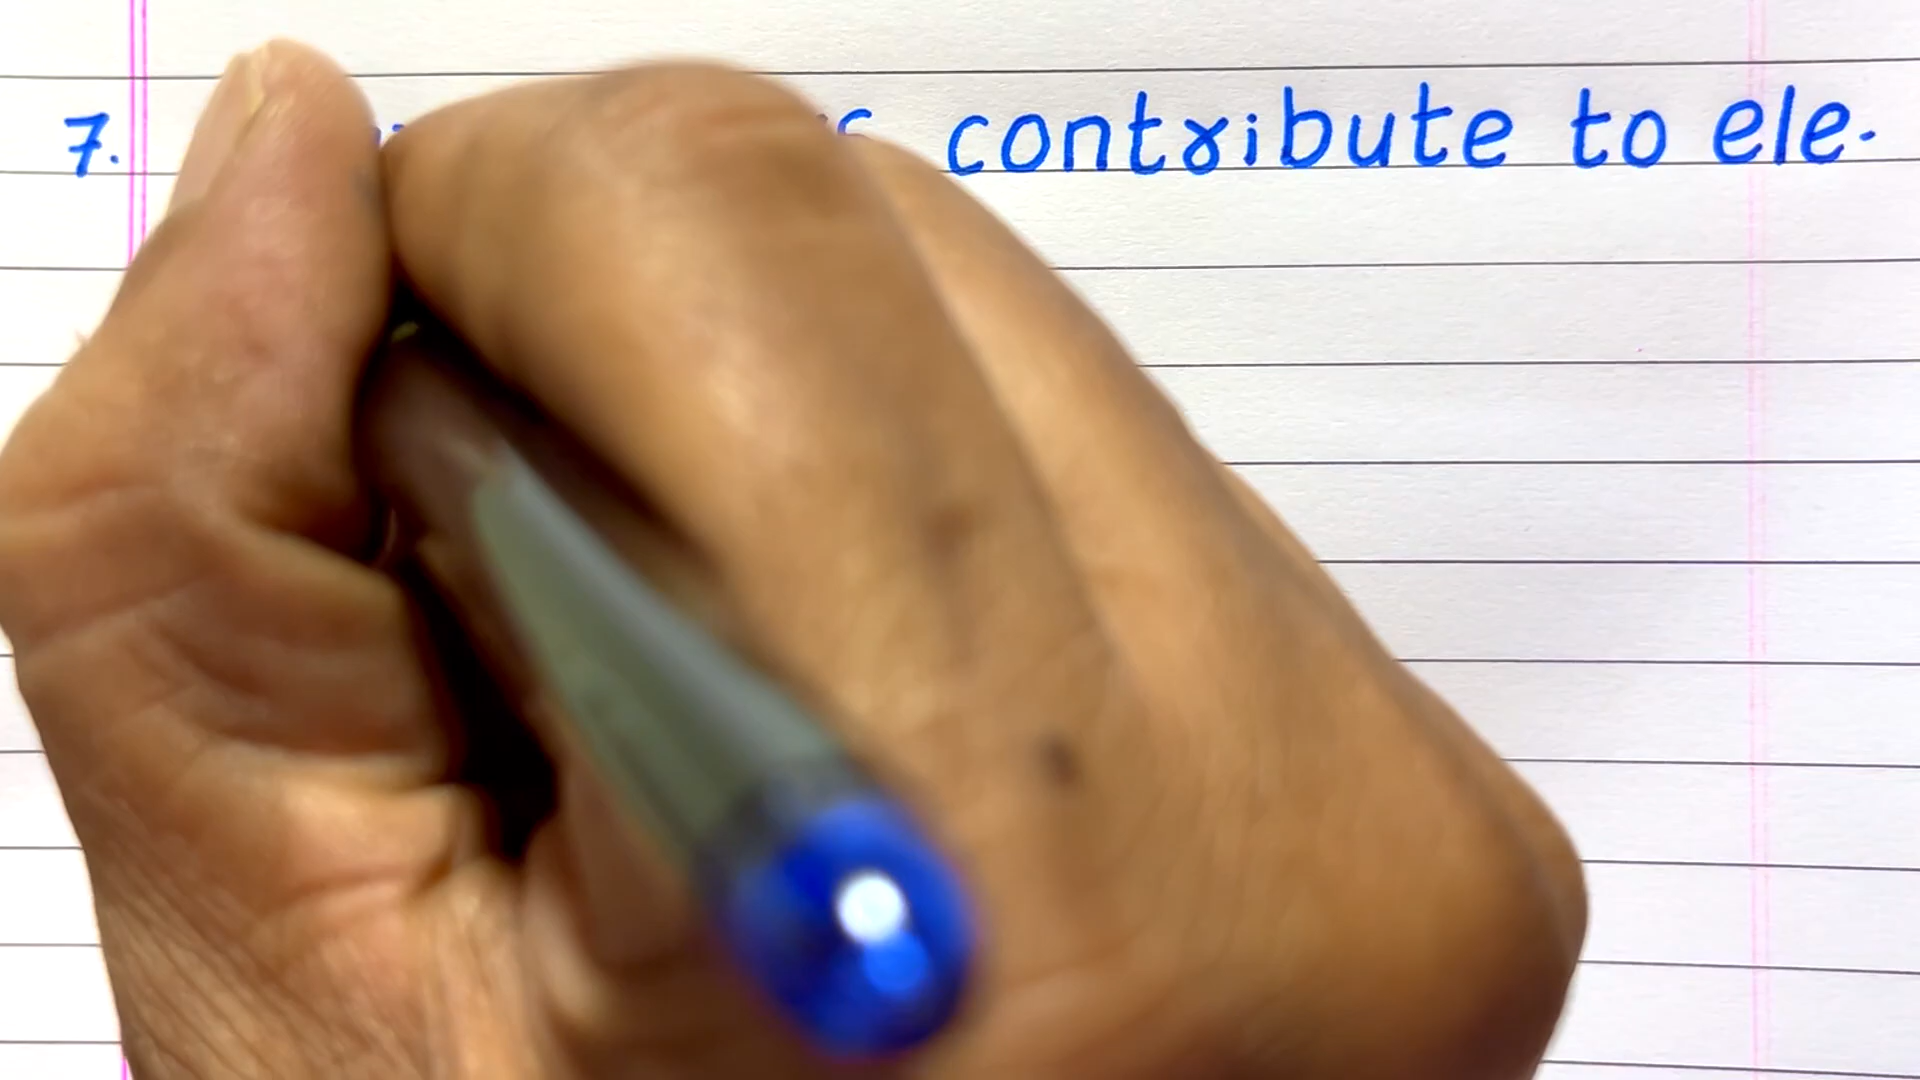 7. contribute to ele-